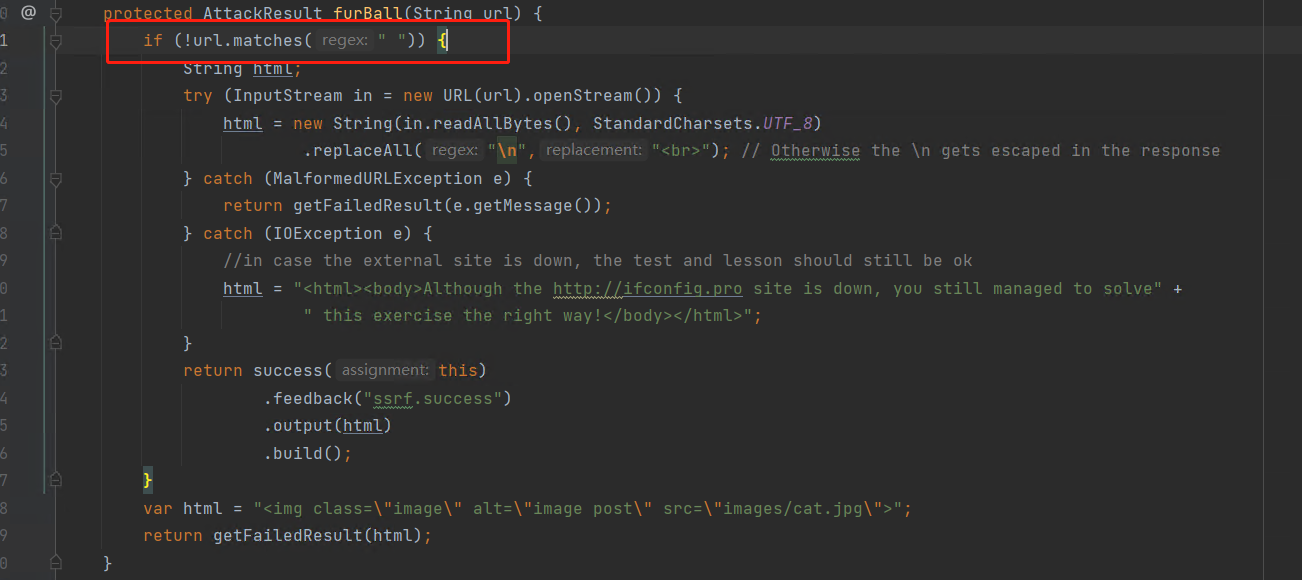 0 @ protected AttackResult furBall(String url) {
1 if (!url.matches( regex: " ")) {
2 String html;
3 try (InputStream in = new URL(url).openStream()) {
4 html = new String(in.readAllBytes(), StandardCharsets.UTF_8)
5 .replaceAll( regex: "\n", replacement: "<br>"); // Otherwise the \n gets escaped in the response
6 } catch (MalformedURLException e) {
7 return getFailedResult(e.getMessage());
8 } catch (IOException e) {
9 //in case the external site is down, the test and lesson should still be ok
0 html = "<html><body>Although the http://ifconfig.pro site is down, you still managed to solve" +
1 " this exercise the right way!</body></html>";
2 }
3 return success( assignment: this)
4 .feedback("ssrf.success")
5 .output(html)
6 .build();
7 }
8 var html = "<img class=\"image\" alt=\"image post\" src=\"images/cat.jpg\">";
9 return getFailedResult(html);
0 }